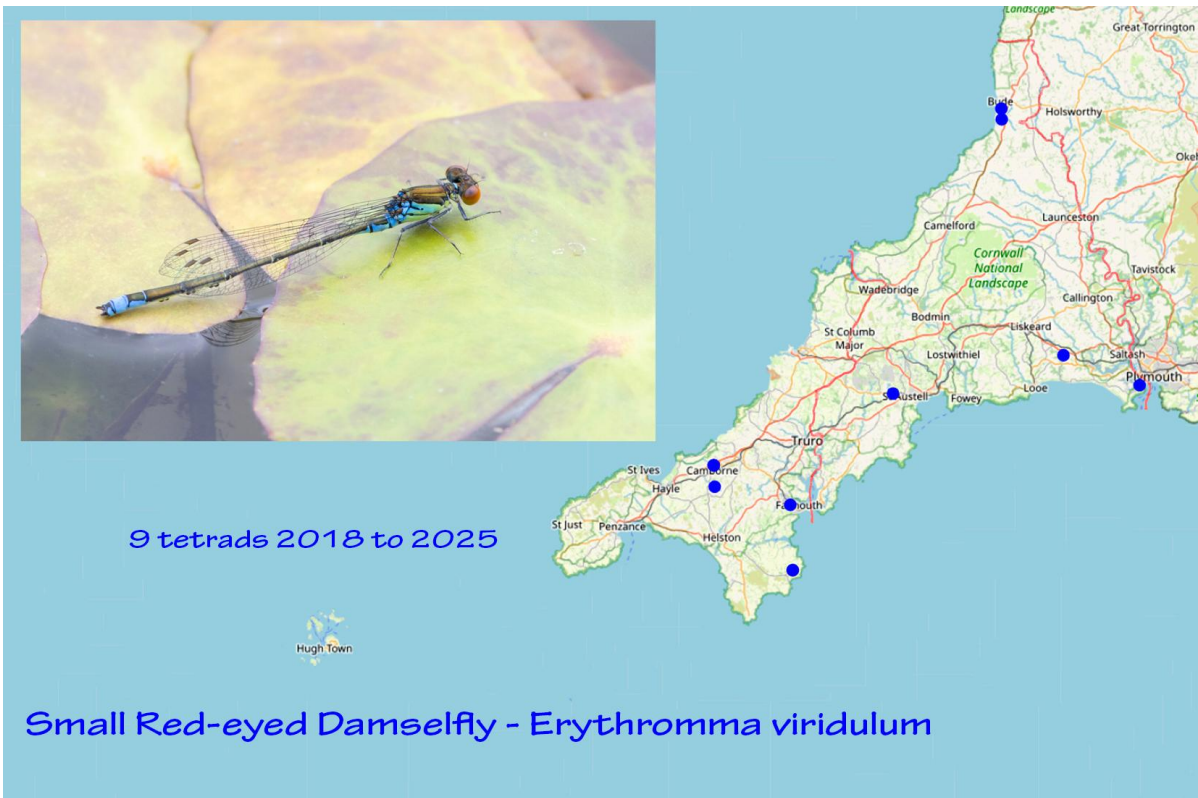 Landscape
Great Torrington
Bude
Holsworthy
Launceston
Camelford
Cornwall
National
Landscape
Tavistock
Wadebridge
Callington
Bodmin
St Columb
Major
Liskeard
Lostwithiel
Saltash
Plymouth
Looe
St Austell
Fowey
Truro
St Ives
Camborne
Hayle
Falmouth
St Just
Penzance
Helston
9 tetrads 2018 to 2025
Hugh Town
Small Red-eyed Damselfly - Erythromma viridulum